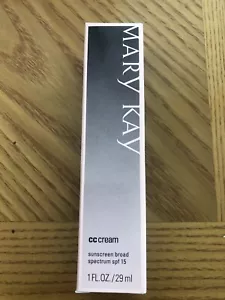 MARY KAY
cc cream
sunscreen broad
spectrum spf 15
1 FL. OZ. / 29 ml